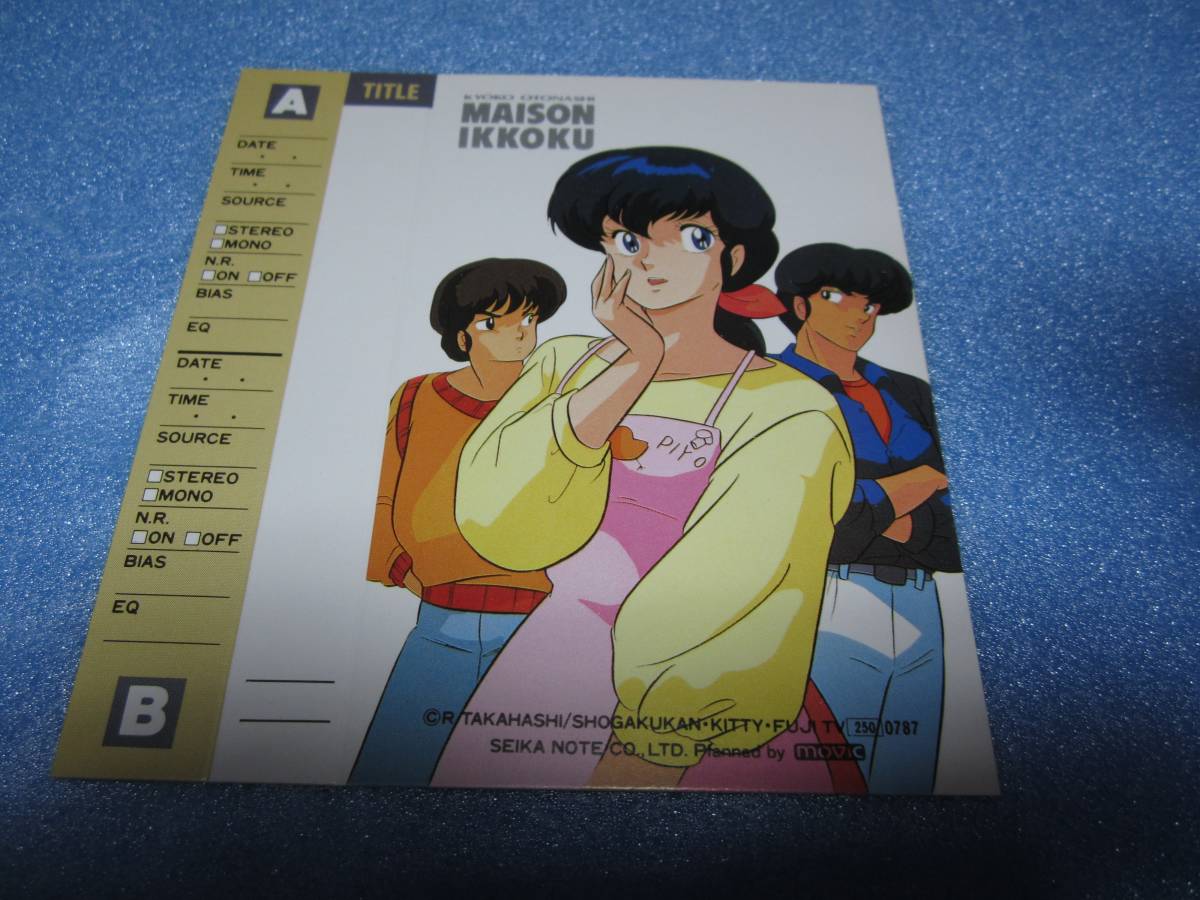 A
DATE
TIME
SOURCE
STEREO
MONO
N.R.
ON OFF
BIAS
EQ
DATE
TIME
SOURCE
STEREO
MONO
N.R.
ON OFF
BIAS
EQ
B
TITLE
KYOKO OTONASHI
MAISON
IKKOKU
PIYO
©R.TAKAHASHI/SHOGAKUKAN・KITTY・FUJI TV 250 0787
SEIKA NOTE CO.,LTD. Planned by movic